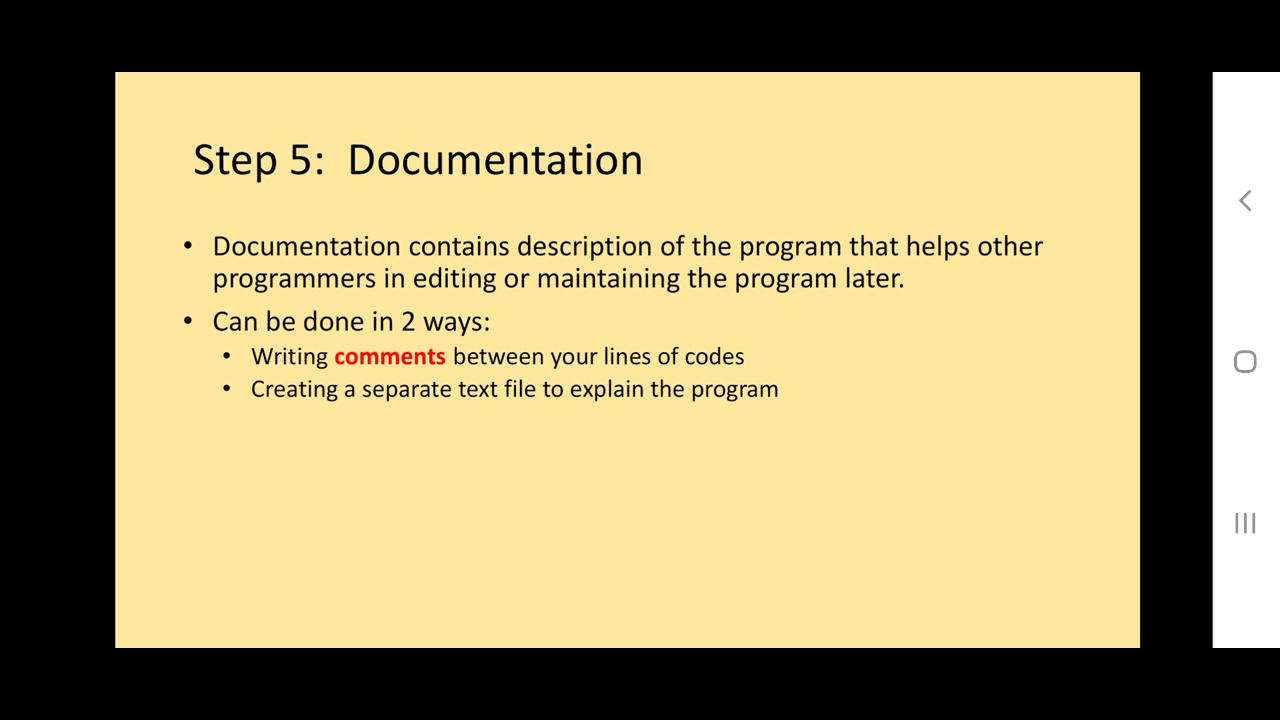 Step 5:  Documentation
• Documentation contains description of the program that helps other
programmers in editing or maintaining the program later.
• Can be done in 2 ways:
• Writing comments between your lines of codes
• Creating a separate text file to explain the program